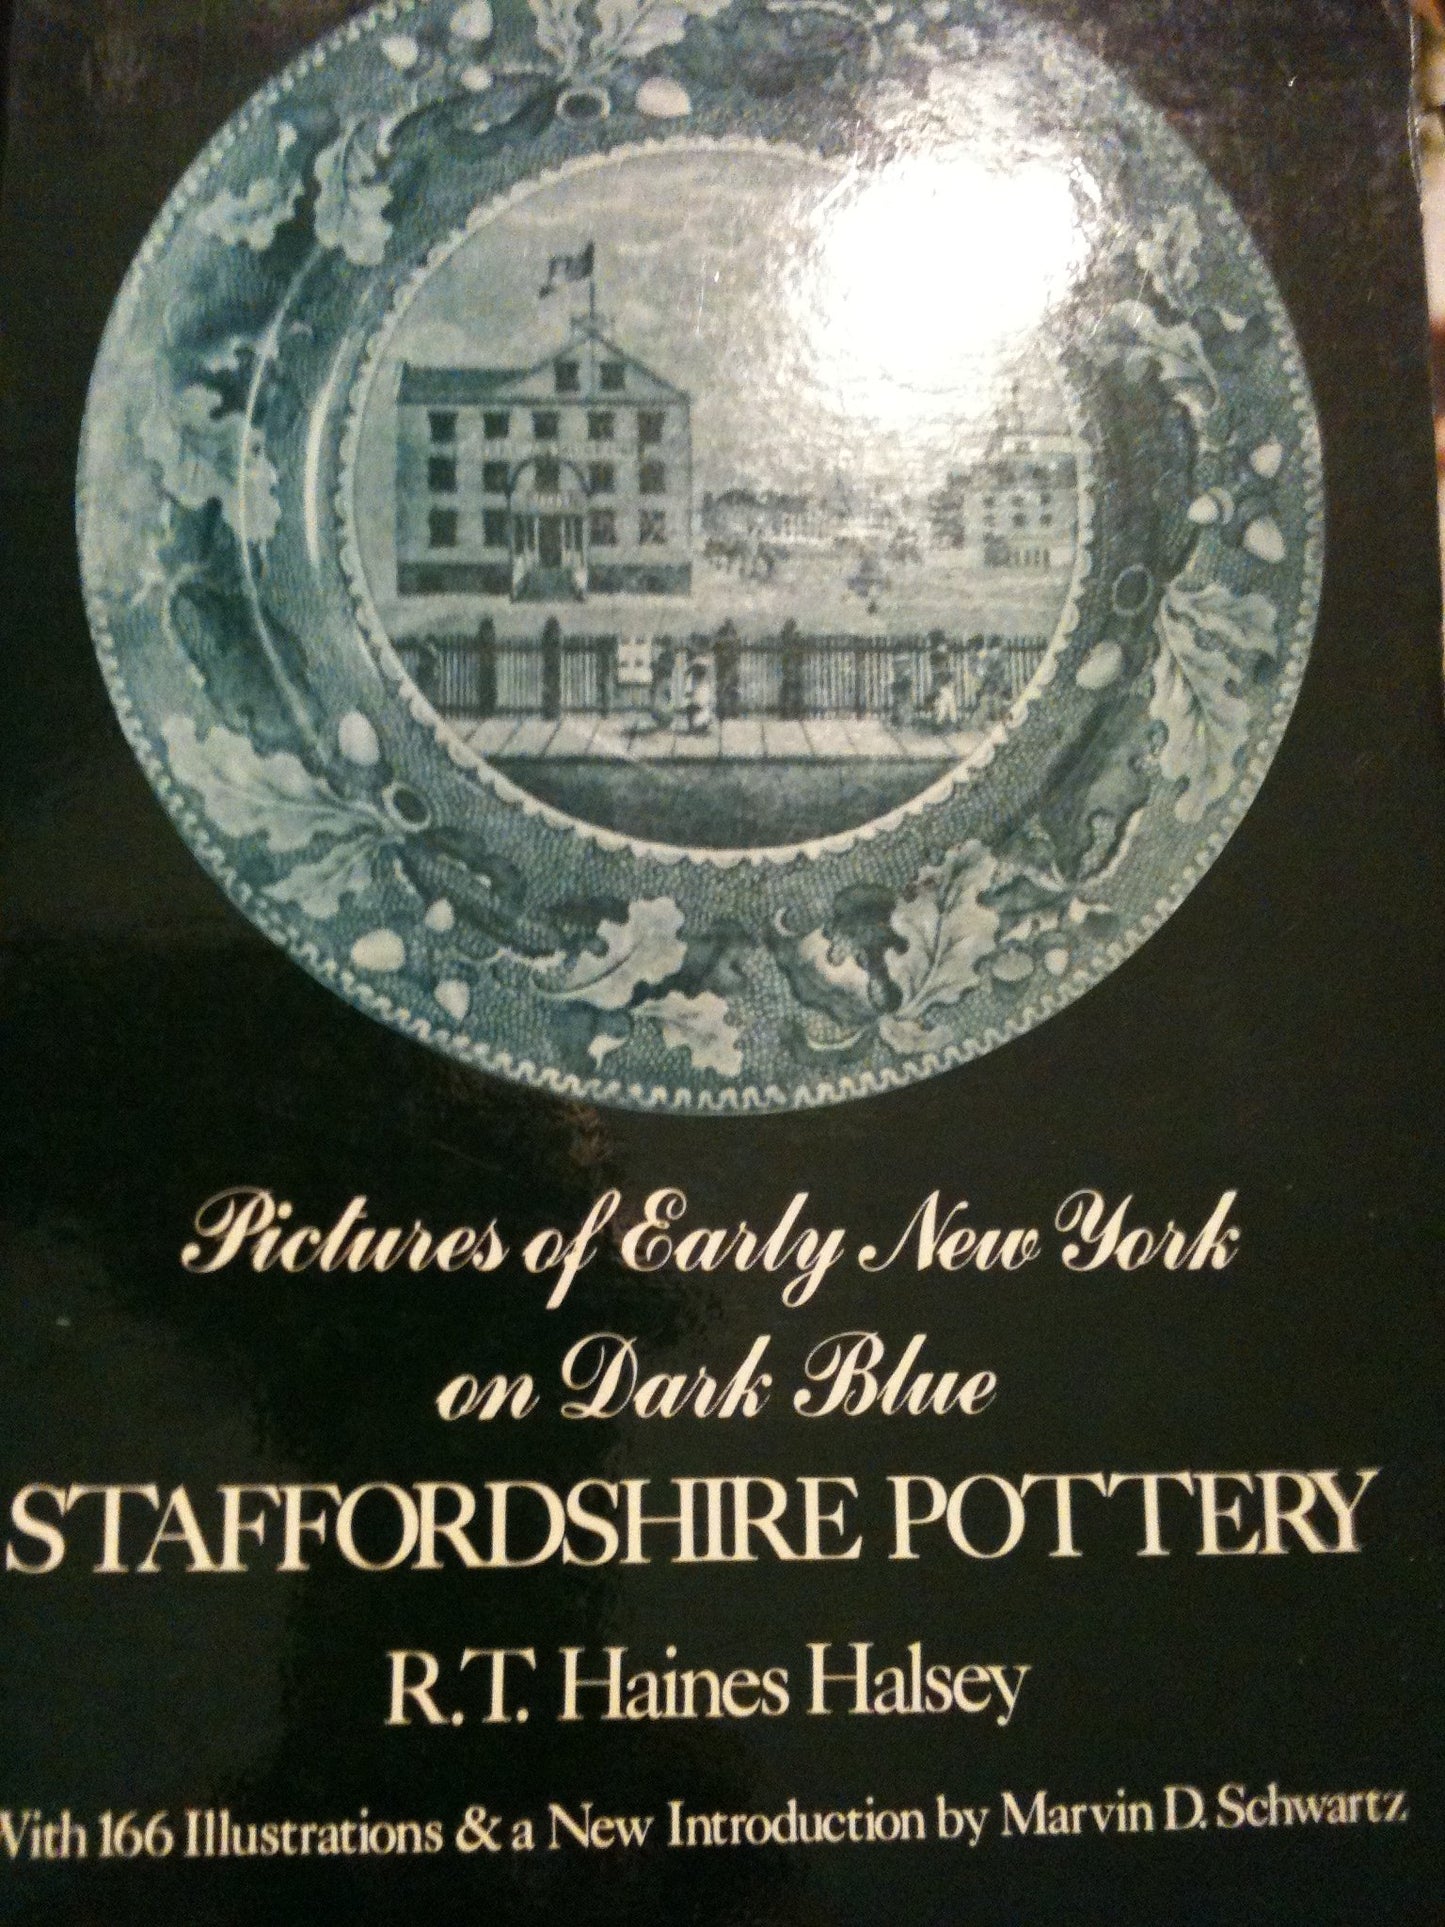 Pictures of Early New York
on Dark Blue
STAFFORDSHIRE POTTERY
R.T. Haines Halsey
With 166 Illustrations & a New Introduction by Marvin D. Schwartz